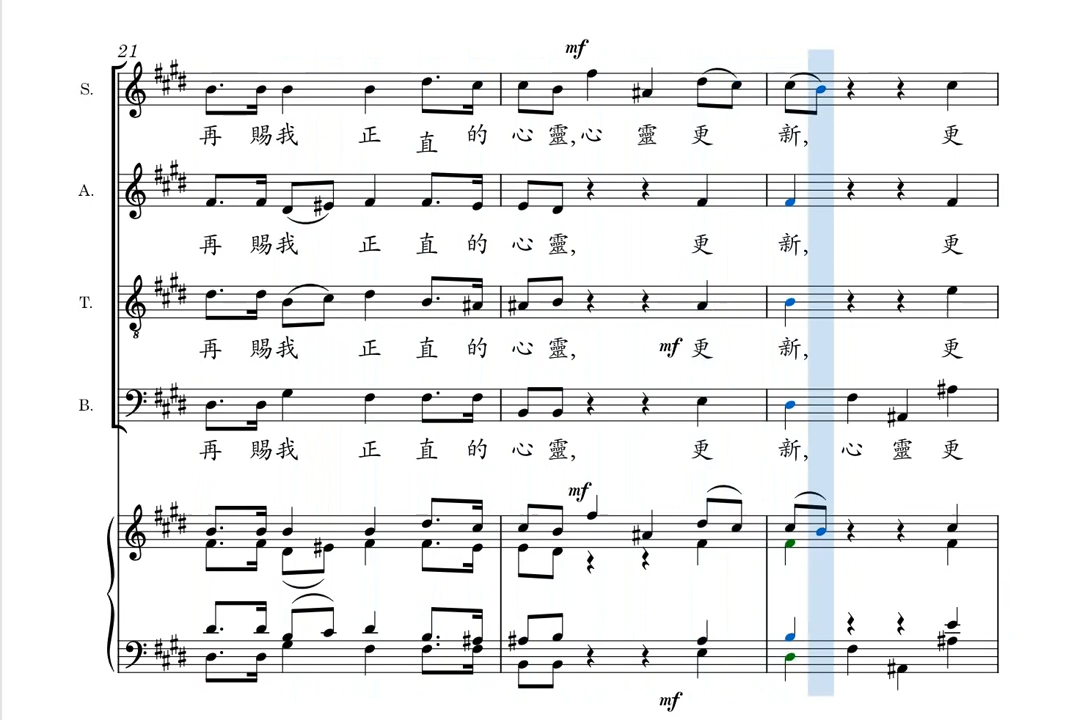 21
mf
S.
再 賜我 正 直 的 心 靈,心 靈 更 新, 更
A.
再 賜我 正 直 的 心 靈, 更 新, 更
T.
再 賜我 正 直 的 心 靈, mf 更 新, 更
B.
再 賜我 正 直 的 心 靈, 更 新, 心 靈 更
mf
8
mf